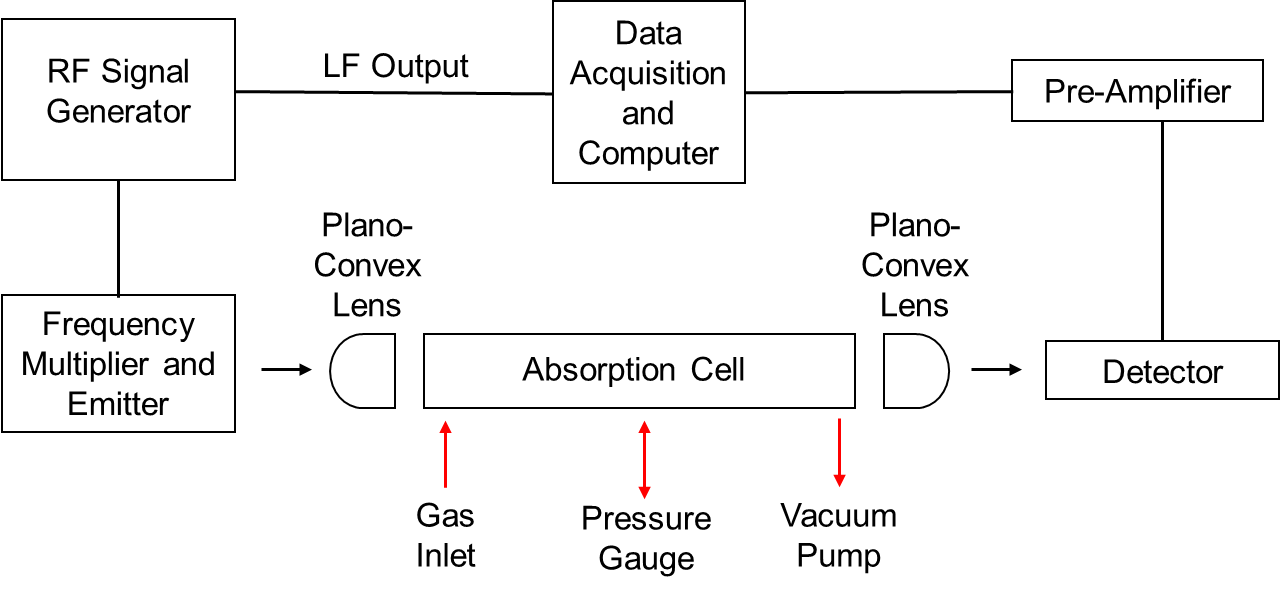 RF Signal
Generator
LF Output
Data
Acquisition
and
Computer
Pre-Amplifier
Plano-
Convex
Lens
Plano-
Convex
Lens
Frequency
Multiplier and
Emitter
Absorption Cell
Detector
Gas
Inlet
Pressure
Gauge
Vacuum
Pump